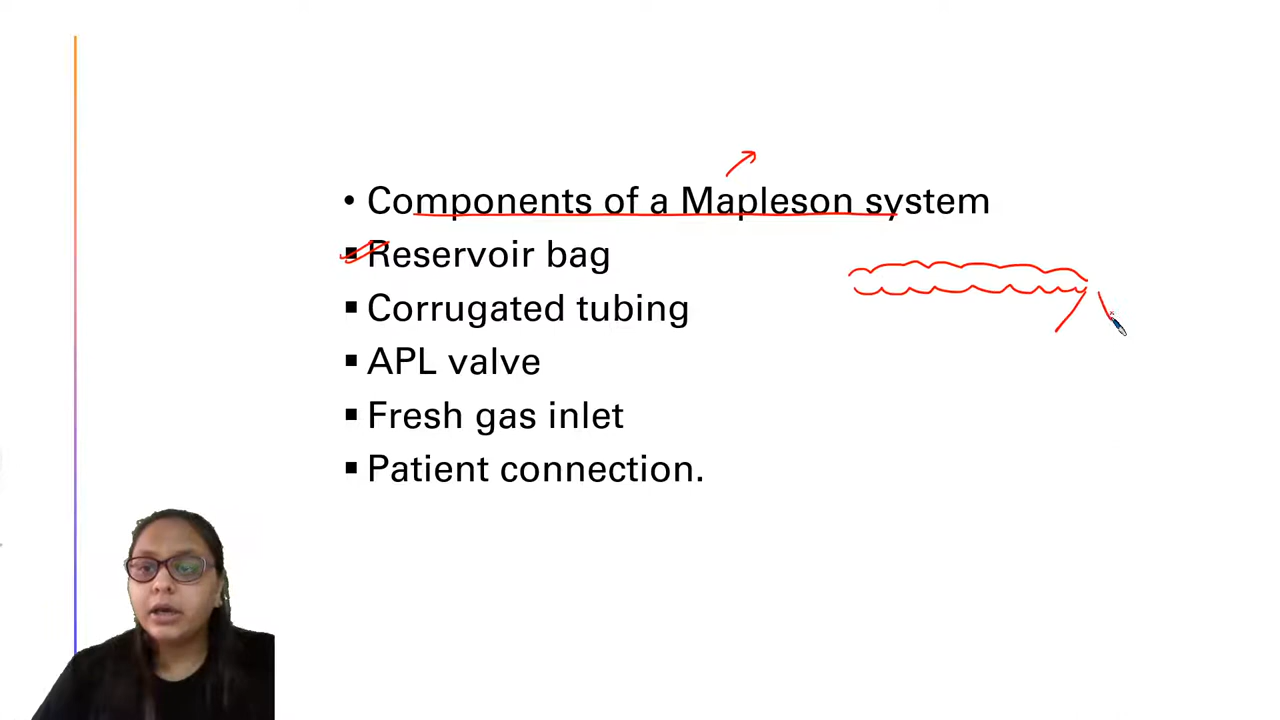 • Components of a Mapleson system
▪ Reservoir bag
▪ Corrugated tubing
▪ APL valve
▪ Fresh gas inlet
▪ Patient connection.